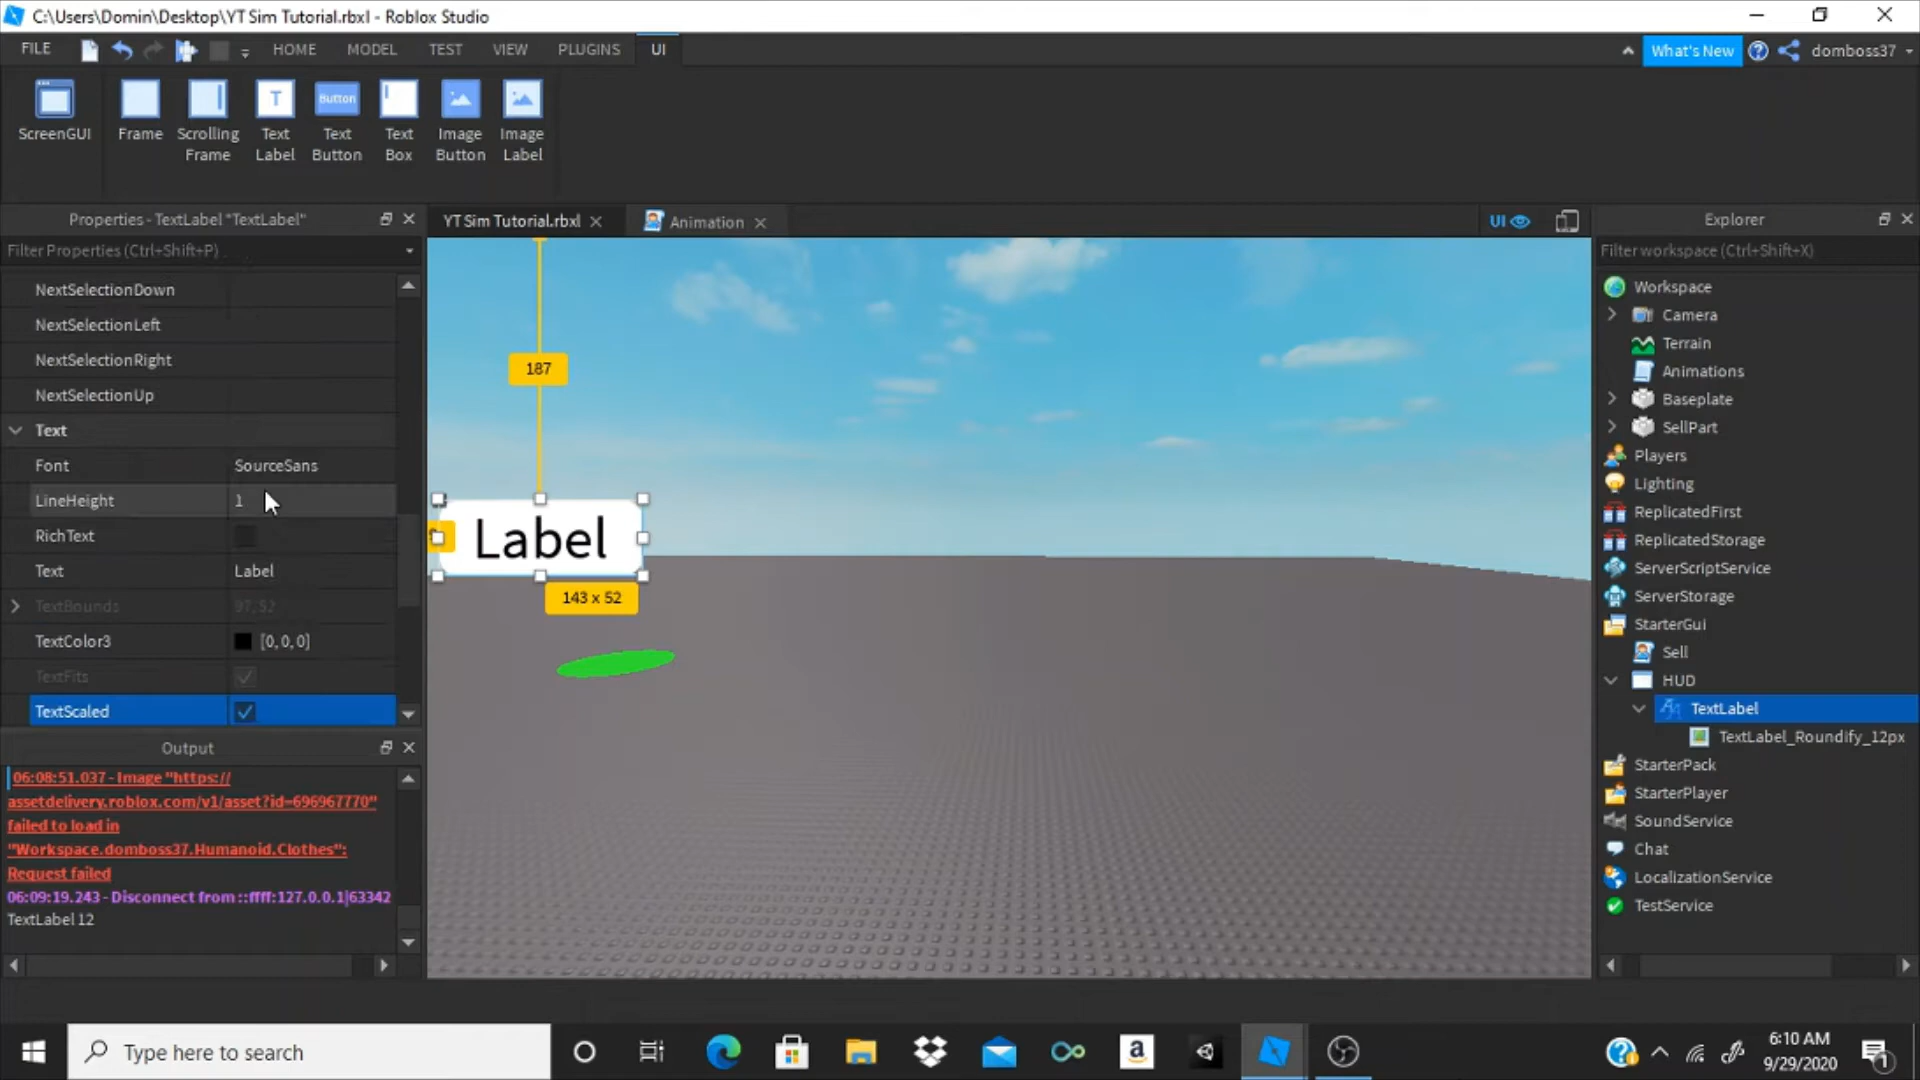 C:\Users\Domin\Desktop\YT Sim Tutorial.rbxl - Roblox Studio
FILE HOME MODEL TEST VIEW PLUGINS UI What's New domboss37
ScreenGUI Frame Scrolling Frame Text Label Button Text Button Text Box Image Button Image Label
Properties - TextLabel "TextLabel"
Filter Properties (Ctrl+Shift+P)
NextSelectionDown
NextSelectionLeft
NextSelectionRight
NextSelectionUp
Text
Font SourceSans
LineHeight 1
RichText
Text Label
TextBounds 97, 52
TextColor3 [0, 0, 0]
TextFits
TextScaled
Output
06:08:51.037 - Image "https://
assetdelivery.roblox.com/v1/asset?id=696967770"
failed to load in
"Workspace.domboss37.Humanoid.Clothes":
Request failed
06:09:19.243 - Disconnect from ::ffff:127.0.0.1|63342
TextLabel 12
YT Sim Tutorial.rbxl Animation UI
187
Label
143 x 52
Explorer
Filter workspace (Ctrl+Shift+X)
Workspace
Camera
Terrain
Animations
Baseplate
SellPart
Players
Lighting
ReplicatedFirst
ReplicatedStorage
ServerScriptService
ServerStorage
StarterGui
Sell
HUD
TextLabel
TextLabel_Roundify_12px
StarterPack
StarterPlayer
SoundService
Chat
LocalizationService
TestService
Type here to search
6:10 AM
9/29/2020
1